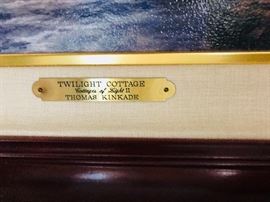 TWILIGHT COTTAGE
Cottages of Light II
THOMAS KINKADE